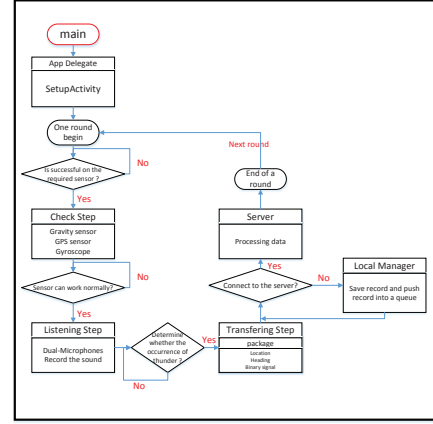 main
App Delegate
SetupActivity
One round
begin
Next round
Is successful on the
required sensor ?
No
End of a
round
Yes
Check Step
Gravity sensor
GPS sensor
Gyroscope
Server
Processing data
Sensor can work normally?
No
Yes
Connect to the server?
No
Local Manager
Save record and push
record into a queue
Yes
Listening Step
Dual-Microphones
Record the sound
Determine
whether the
occurrence of
thunder ?
Yes
No
Transfering Step
package
Location
Heading
Binary signal